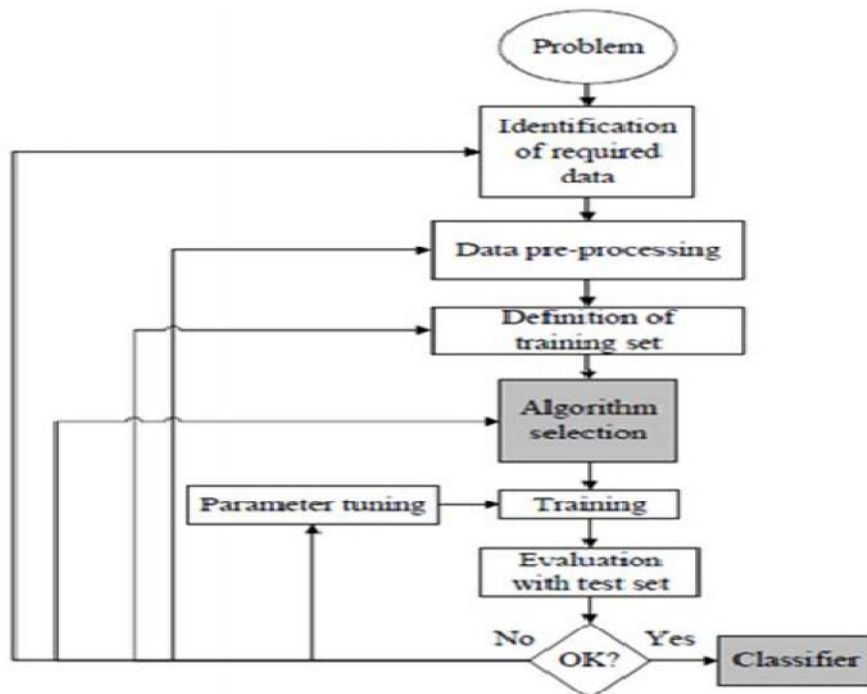 Problem
Identification
of required
data
Data pre-processing
Definition of
training set
Algorithm
selection
Parameter tuning
Training
Evaluation
with test set
No
OK?
Yes
Classifier